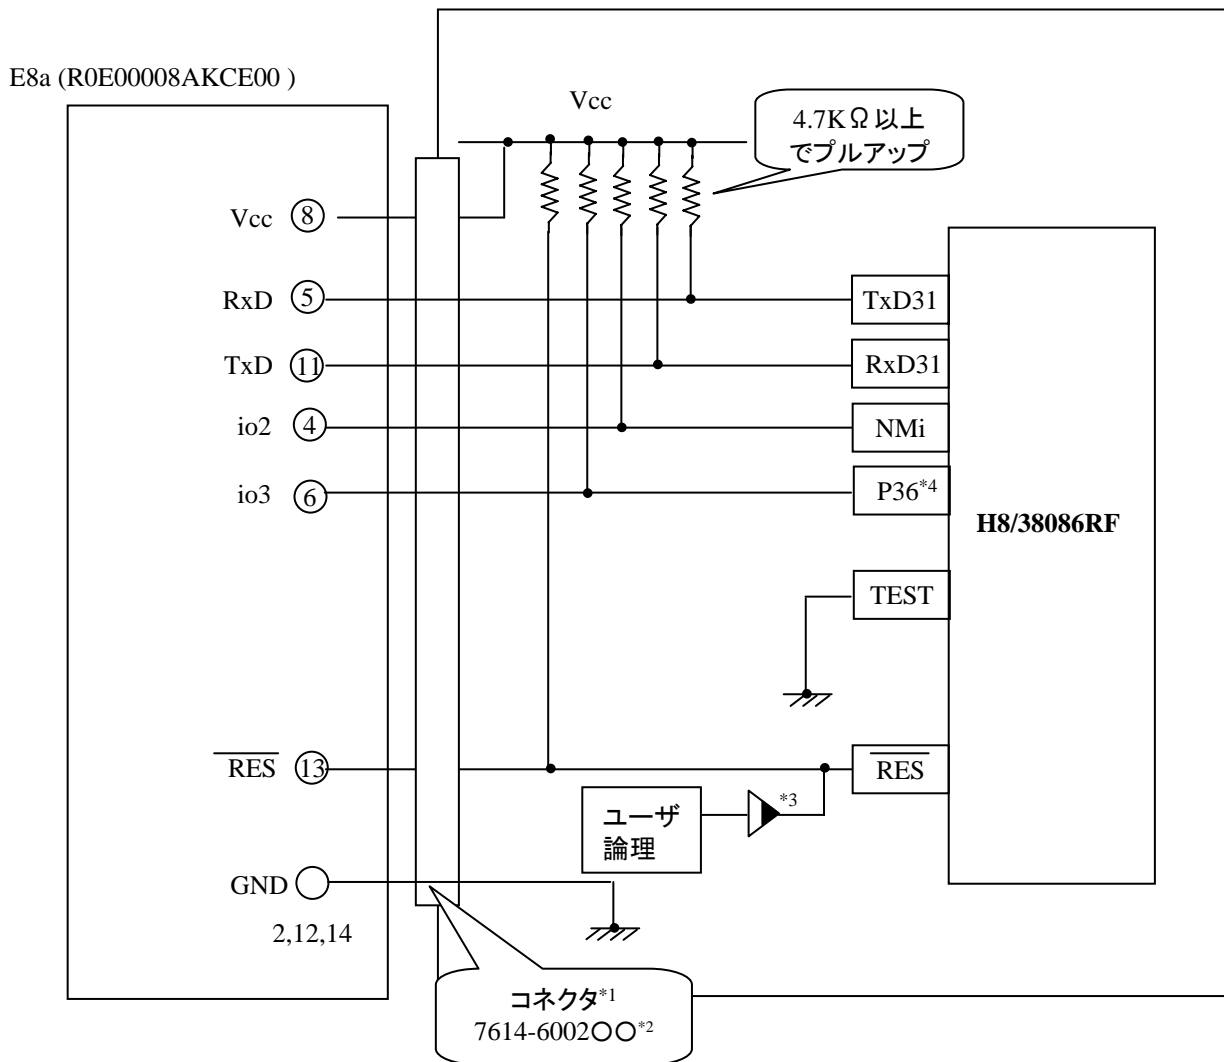 E8a (R0E00008AKCE00 )
Vcc
4.7KΩ以上
でプルアップ
Vcc ⑧
RxD ⑤
TxD31
TxD ⑪
RxD31
io2 ④
NMi
io3 ⑥
P36*4
H8/38086RF
TEST
RES ⑬
RES
*3
ユーザ
論理
GND ○
2,12,14
コネクタ*1
7614-6002○○*2